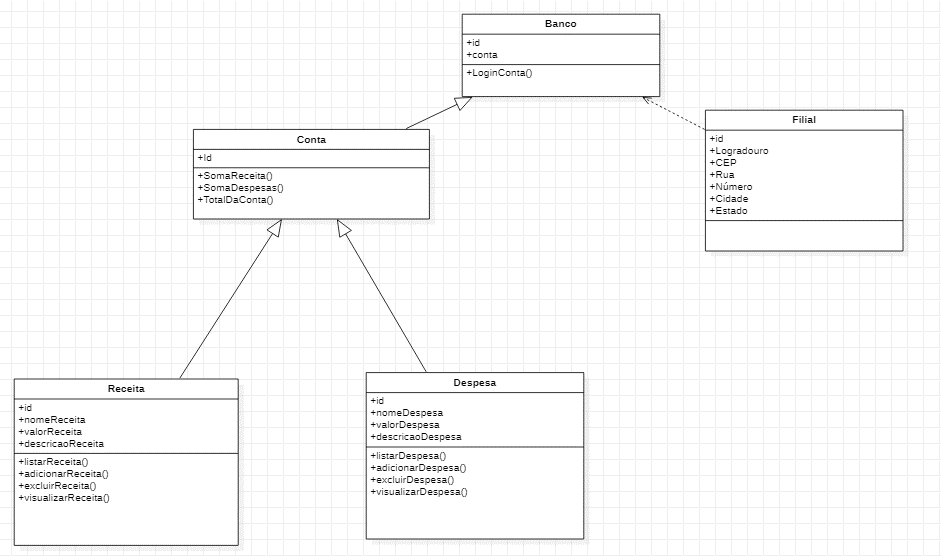 Banco
+id
+conta
+LoginConta()
Filial
+id
+Logradouro
+CEP
+Rua
+Número
+Cidade
+Estado
Conta
+Id
+SomaReceita()
+SomaDespesas()
+TotalDaConta()
Receita
+id
+nomeReceita
+valorReceita
+descricaoReceita
+listarReceita()
+adicionarReceita()
+excluirReceita()
+visualizarReceita()
Despesa
+id
+nomeDespesa
+valorDespesa
+descricaoDespesa
+listarDespesa()
+adicionarDespesa()
+excluirDespesa()
+visualizarDespesa()